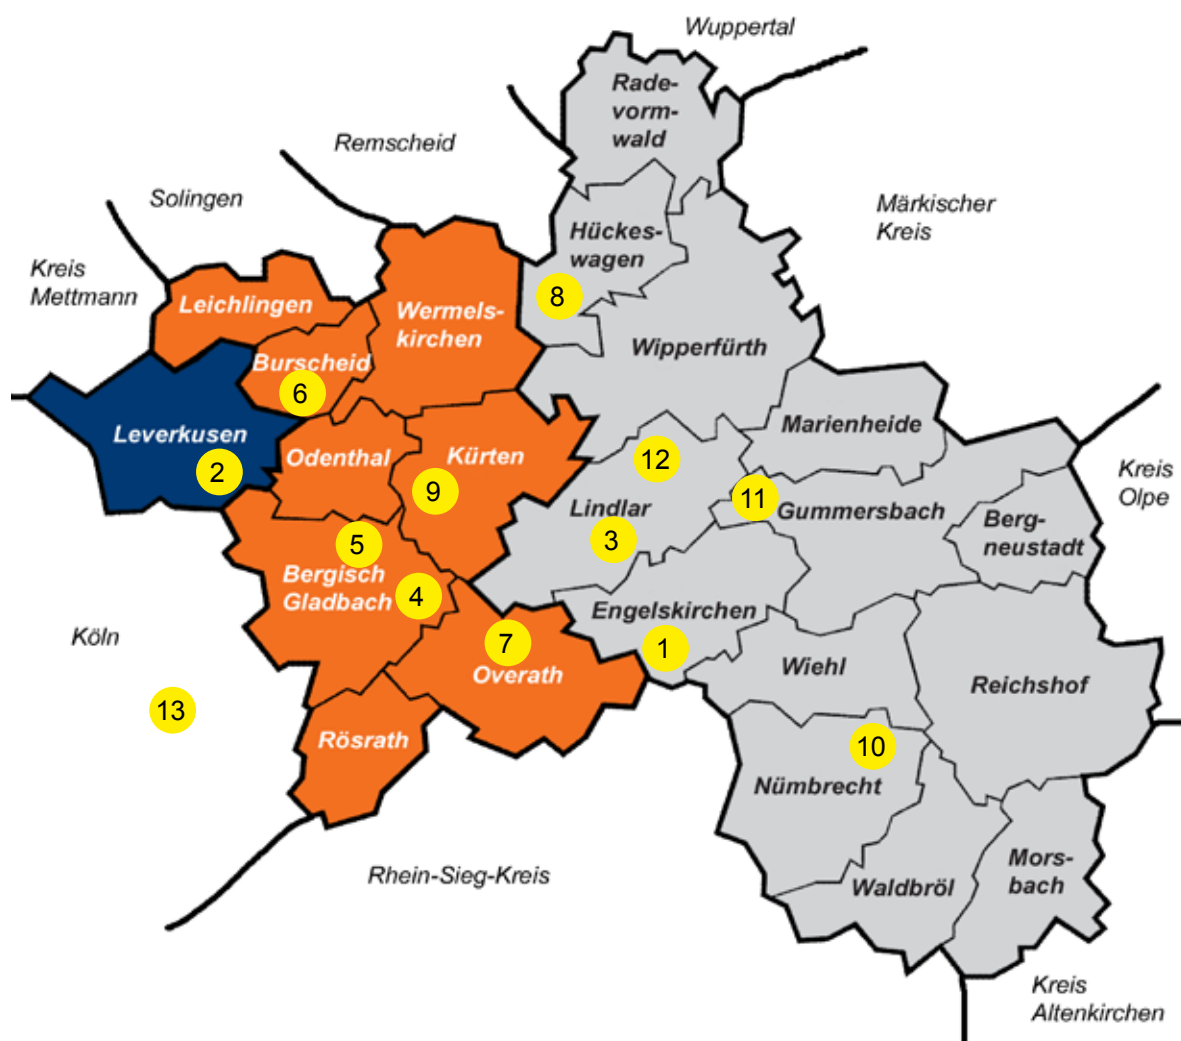 Wuppertal
Rade-
vorm-
wald
Remscheid
Solingen
Märkischer
Kreis
Hückes-
wagen
Kreis
Mettmann
8
Leichlingen
Wermels-
kirchen
Wipperfürth
Burscheid
6
Marienheide
Leverkusen
2
Odenthal
Kürten
9
12
Kreis
Olpe
11
Lindlar
3
Gummersbach
Berg-
neustadt
5
Bergisch
Gladbach
4
Engelskirchen
1
Köln
7
Overath
Wiehl
Reichshof
13
Rösrath
10
Nümbrecht
Rhein-Sieg-Kreis
Waldbröl
Mors-
bach
Kreis
Altenkirchen